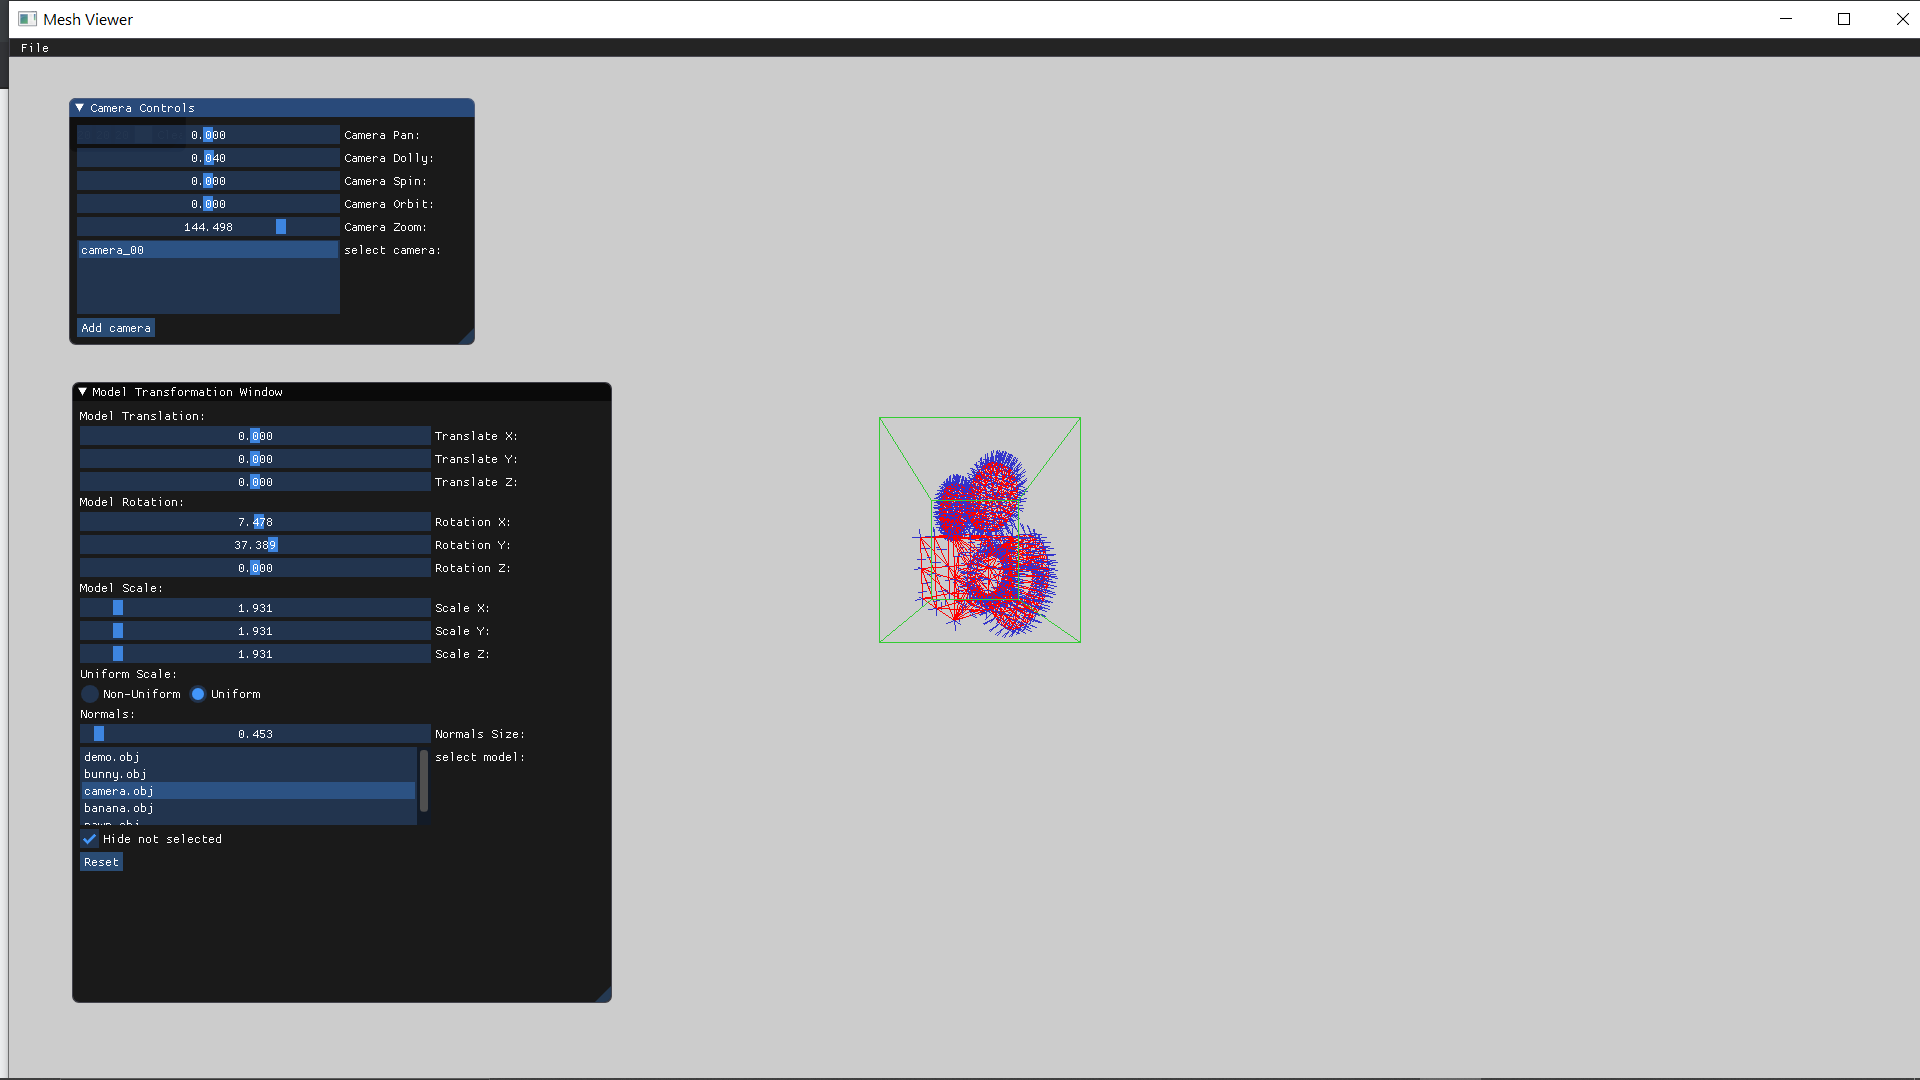 Mesh Viewer
File
Camera Controls
0.000 Camera Pan:
0.040 Camera Dolly:
0.000 Camera Spin:
0.000 Camera Orbit:
144.498 Camera Zoom:
camera_00 select camera:
Add camera
Model Transformation Window
Model Translation:
0.000 Translate X:
0.000 Translate Y:
0.000 Translate Z:
Model Rotation:
7.478 Rotation X:
37.389 Rotation Y:
0.000 Rotation Z:
Model Scale:
1.931 Scale X:
1.931 Scale Y:
1.931 Scale Z:
Uniform Scale:
Non-Uniform Uniform
Normals:
0.453 Normals Size:
demo.obj select model:
bunny.obj
camera.obj
banana.obj
Hide not selected
Reset